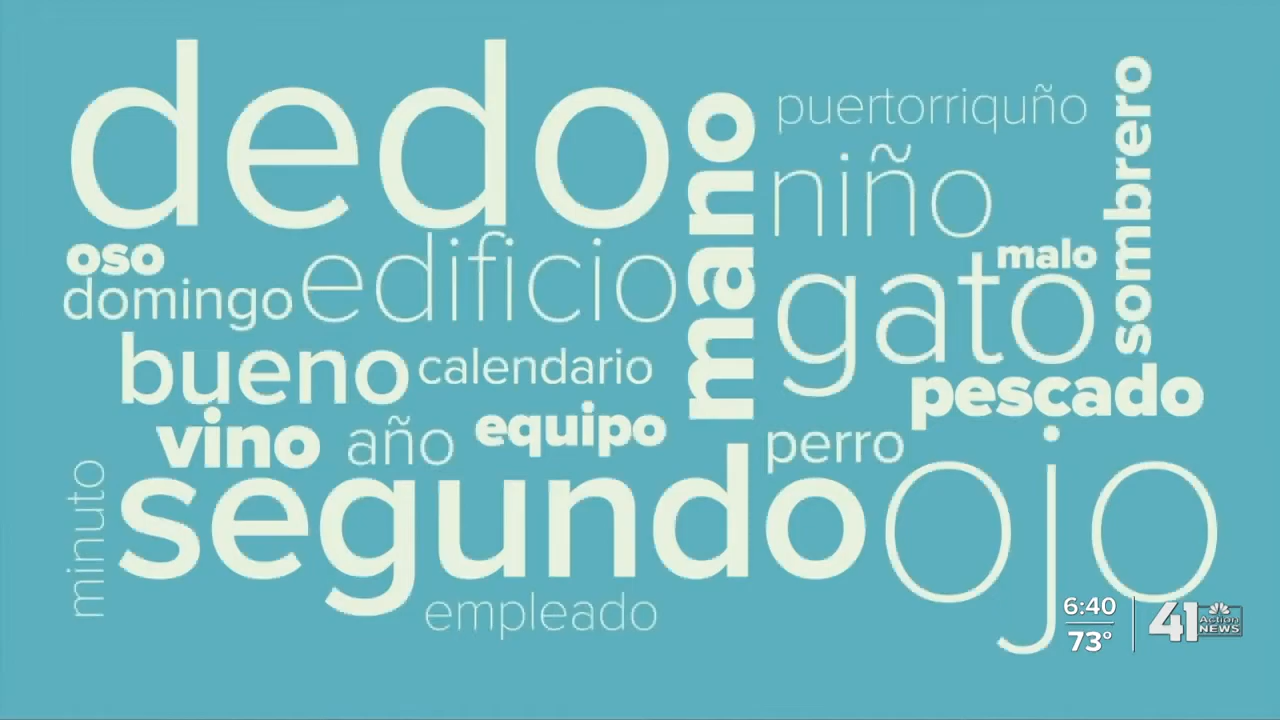 dedo
mano
puertorriquño
sombrero
niño
oso
edificio
malo
domingo
gato
bueno
calendario
pescado
vino
año
equipo
perro
minuto
segundo
ojo
empleado
6:40
73°
41 Action NEWS